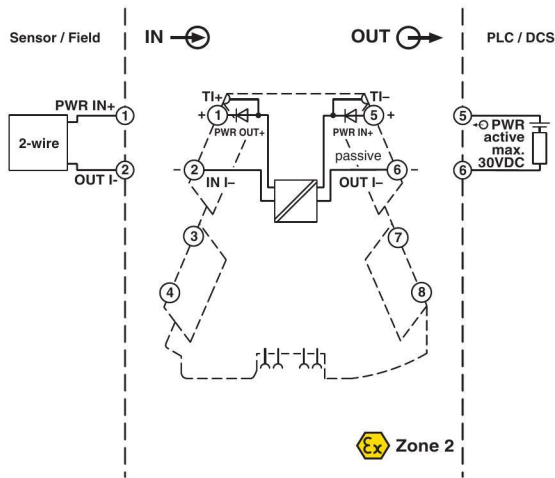 Sensor / Field
IN
OUT
PLC / DCS
TI+
TI–
PWR IN+
1
+
1
PWR OUT+
PWR IN+
5
+
5
PWR
active
max.
30VDC
2-wire
passive
OUT I-
2
–
2
IN I–
OUT I–
6
–
6
3
7
4
8
Ex
Zone 2